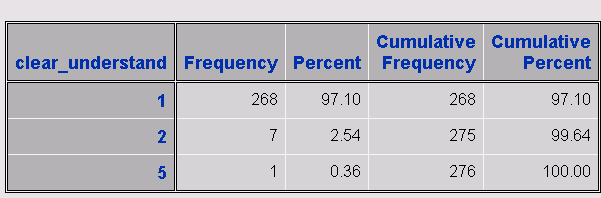 Cumulative Cumulative
clear_understand Frequency Percent Frequency Percent
1 268 97.10 268 97.10
2 7 2.54 275 99.64
5 1 0.36 276 100.00